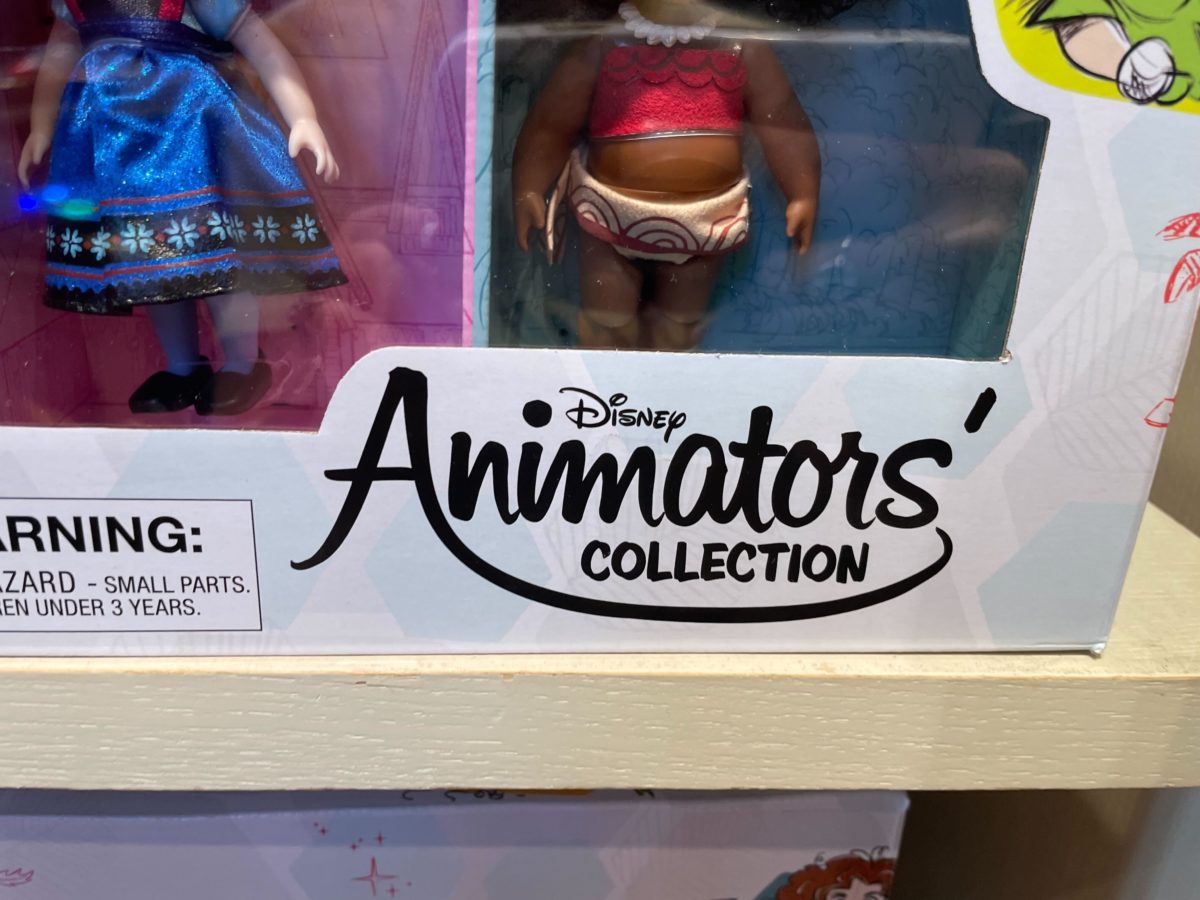 Disney
Animators'
COLLECTION
ARNING:
AZARD - SMALL PARTS.
EN UNDER 3 YEARS.